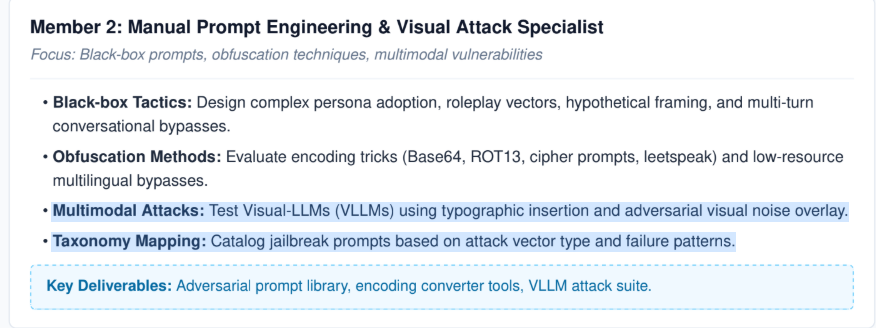 Member 2: Manual Prompt Engineering & Visual Attack Specialist
Focus: Black-box prompts, obfuscation techniques, multimodal vulnerabilities
• Black-box Tactics: Design complex persona adoption, roleplay vectors, hypothetical framing, and multi-turn
conversational bypasses.
• Obfuscation Methods: Evaluate encoding tricks (Base64, ROT13, cipher prompts, leetspeak) and low-resource
multilingual bypasses.
• Multimodal Attacks: Test Visual-LLMs (VLLMs) using typographic insertion and adversarial visual noise overlay.
• Taxonomy Mapping: Catalog jailbreak prompts based on attack vector type and failure patterns.
Key Deliverables: Adversarial prompt library, encoding converter tools, VLLM attack suite.